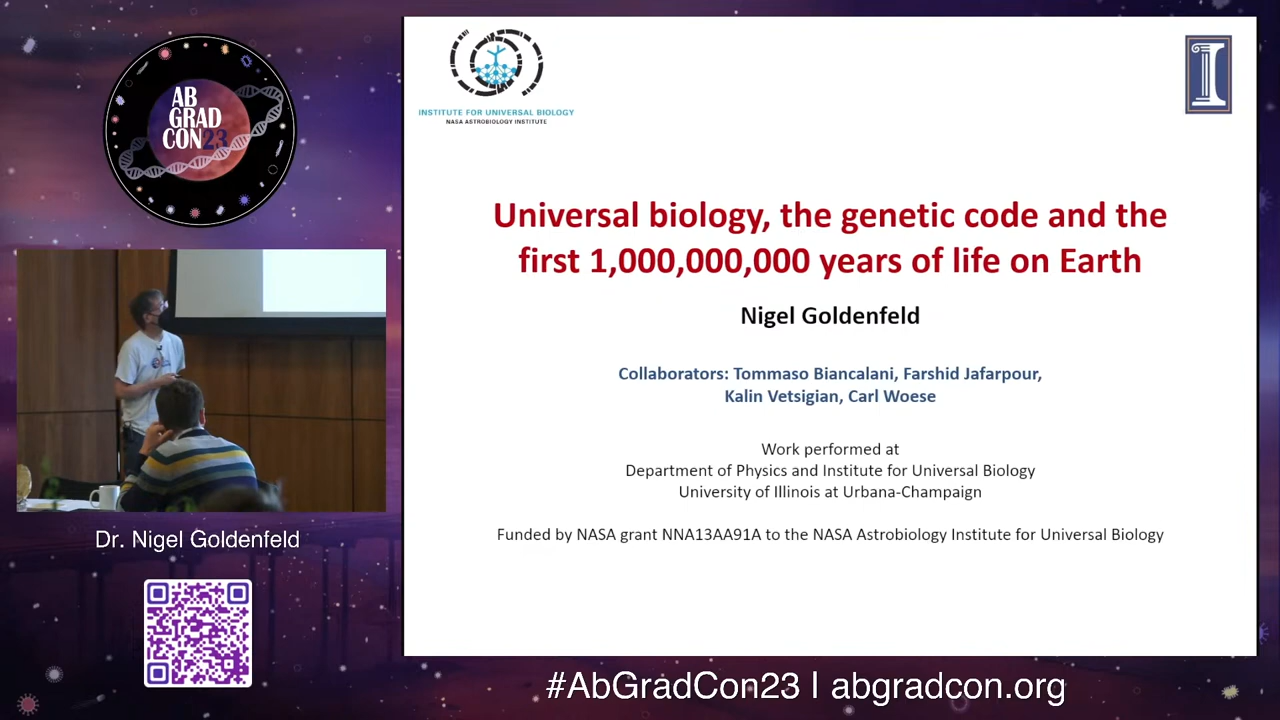 AB
GRAD
CON23
Dr. Nigel Goldenfeld
INSTITUTE FOR UNIVERSAL BIOLOGY
NASA ASTROBIOLOGY INSTITUTE
Universal biology, the genetic code and the
first 1,000,000,000 years of life on Earth
Nigel Goldenfeld
Collaborators: Tommaso Biancalani, Farshid Jafarpour,
Kalin Vetsigian, Carl Woese
Work performed at
Department of Physics and Institute for Universal Biology
University of Illinois at Urbana-Champaign
Funded by NASA grant NNA13AA91A to the NASA Astrobiology Institute for Universal Biology
#AbGradCon23 I abgradcon.org